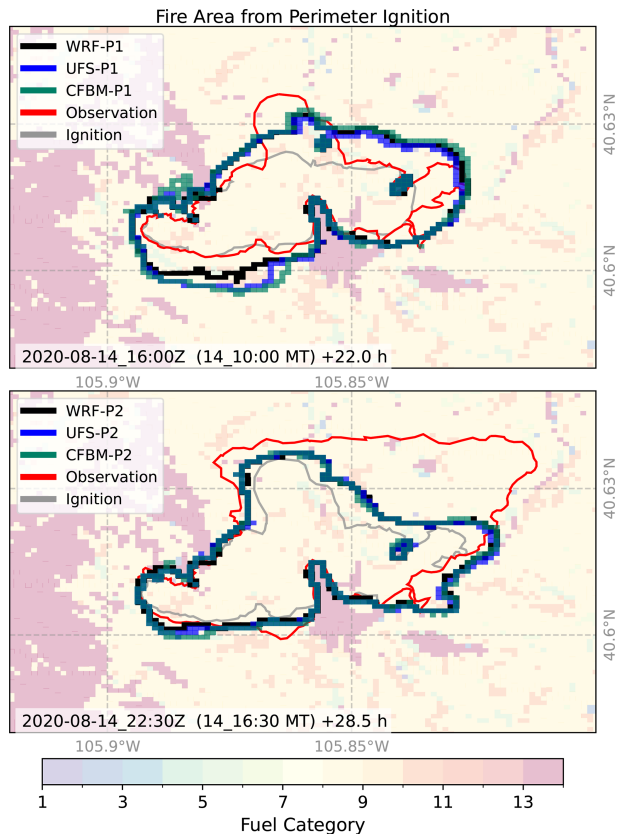 Fire Area from Perimeter Ignition
WRF-P1
UFS-P1
CFBM-P1
Observation
Ignition
40.63°N
40.6°N
2020-08-14_16:00Z (14_10:00 MT) +22.0 h
105.9°W 105.85°W
WRF-P2
UFS-P2
CFBM-P2
Observation
Ignition
40.63°N
40.6°N
2020-08-14_22:30Z (14_16:30 MT) +28.5 h
105.9°W 105.85°W
1 3 5 7 9 11 13
Fuel Category